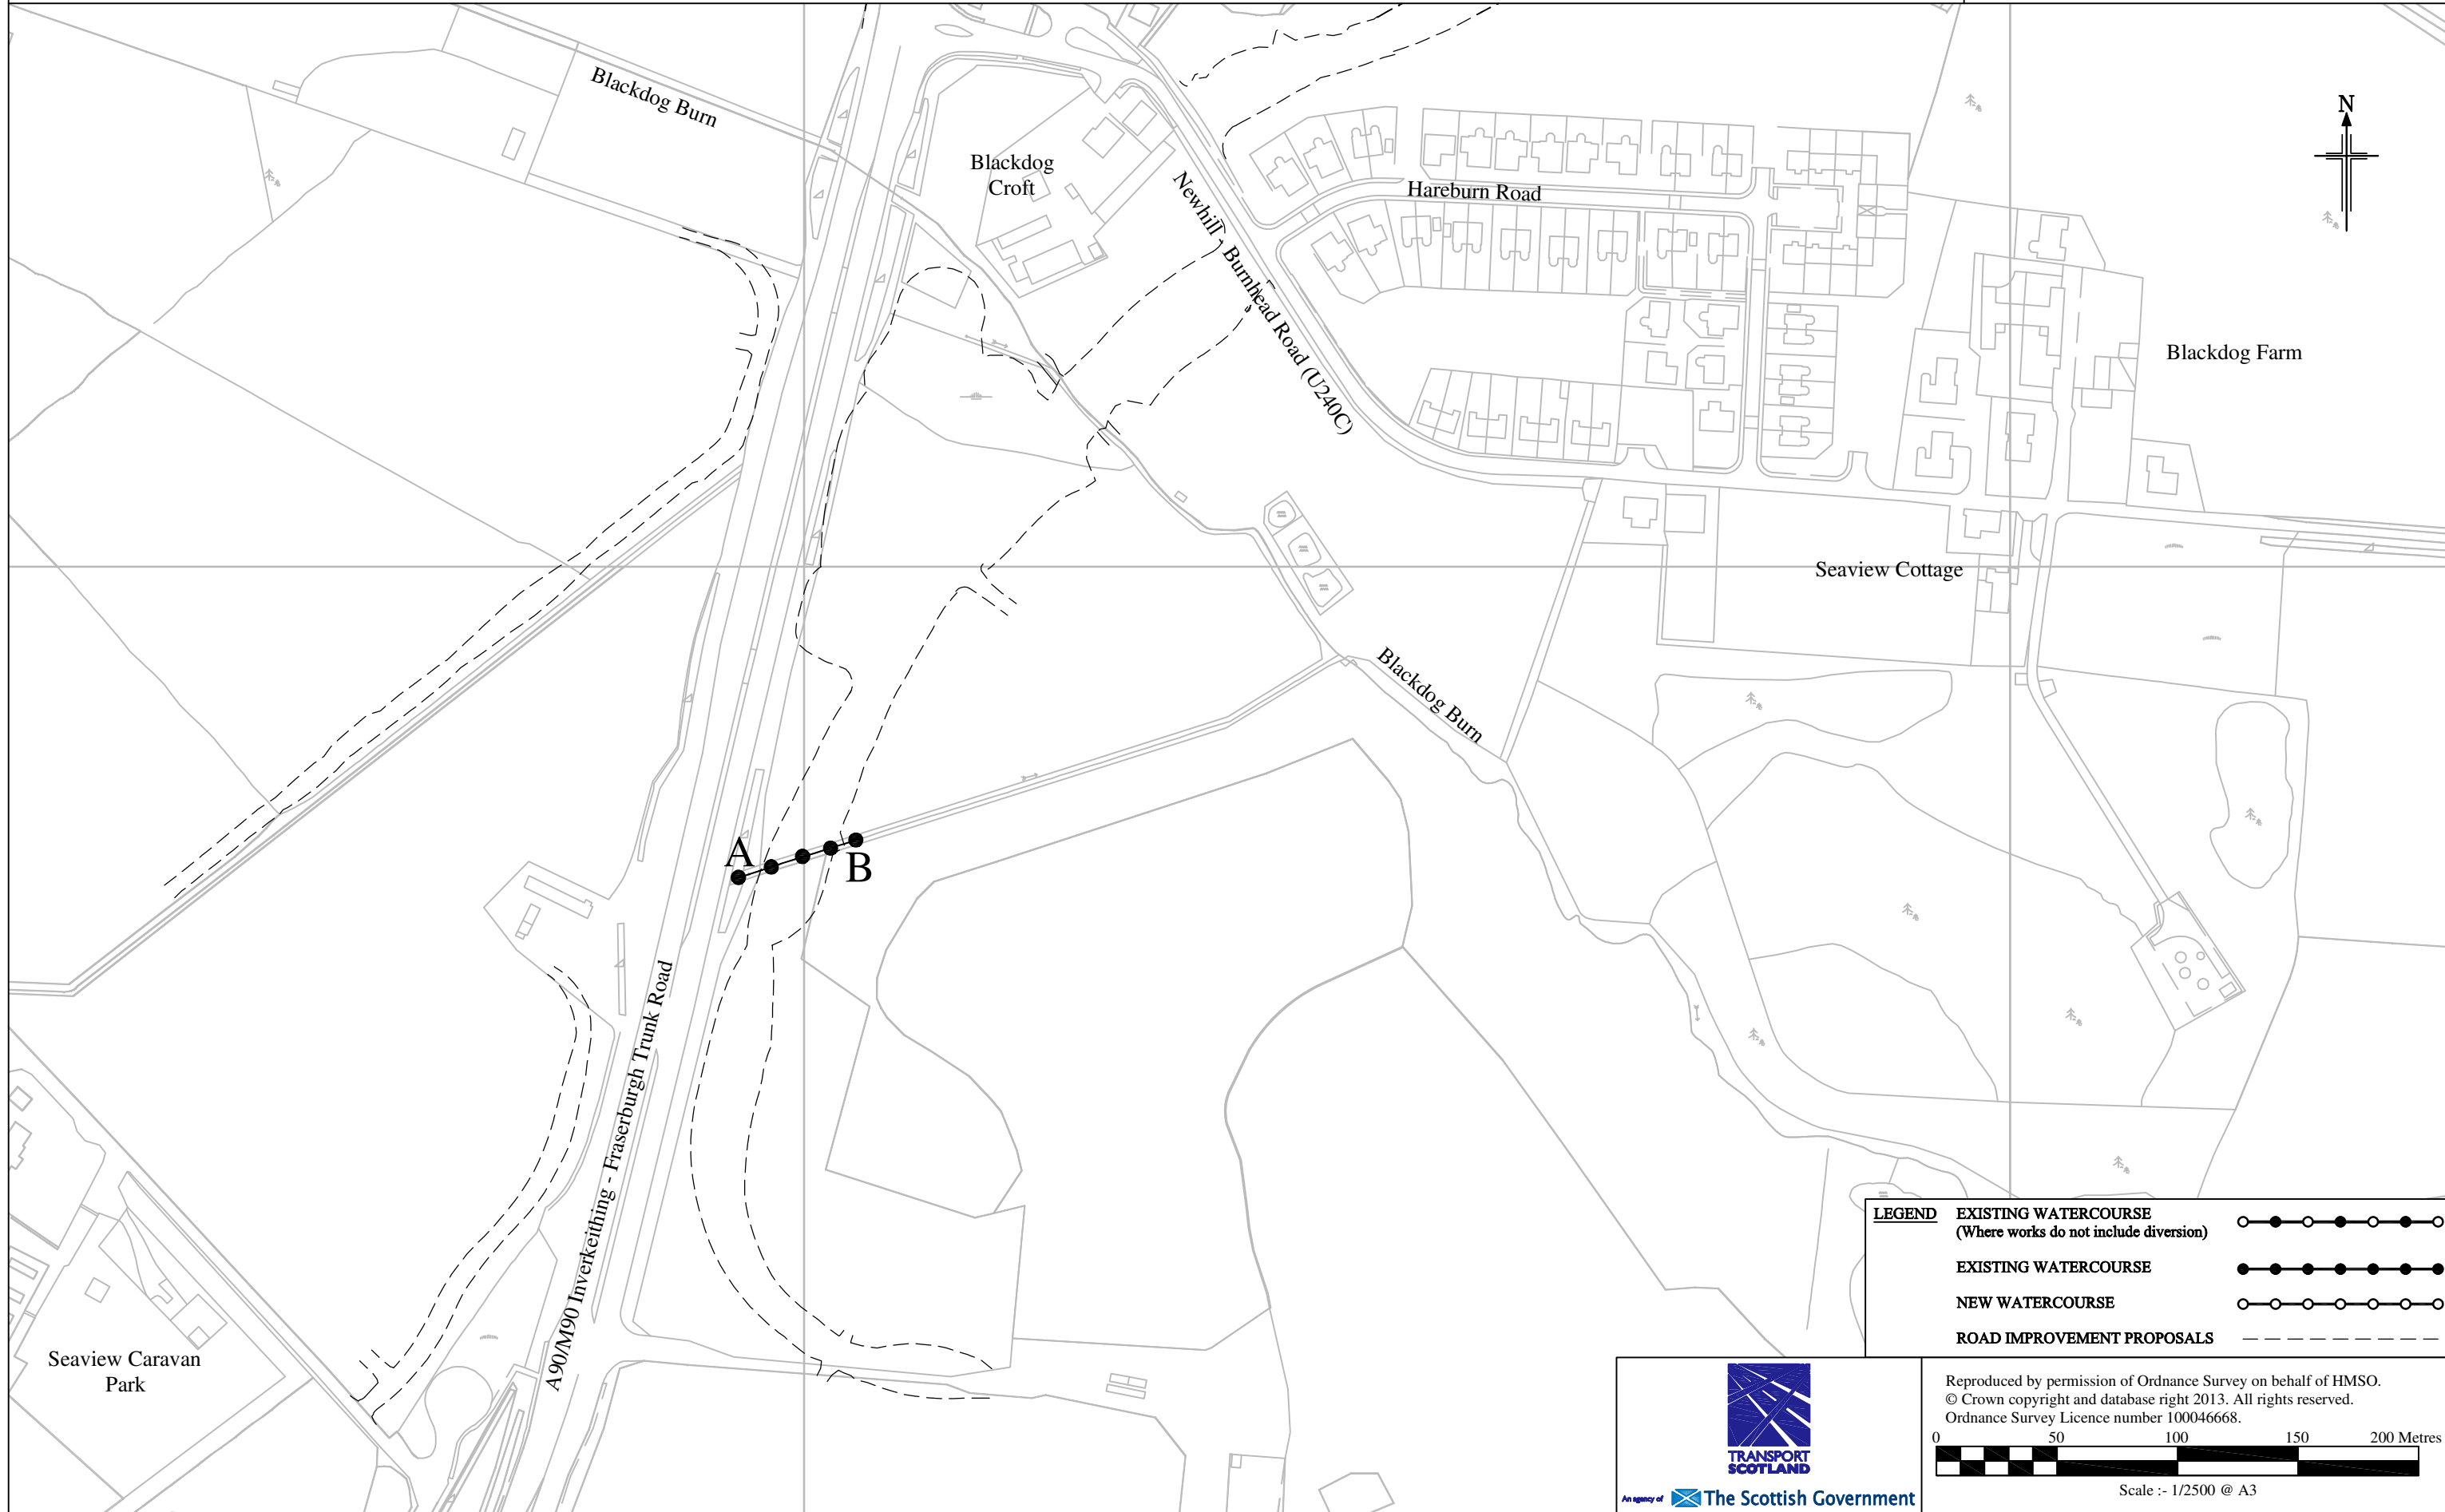 Blackdog Burn
Blackdog
Croft
N
Newhill - Burnhead Road (U240C)
Hareburn Road
Blackdog Farm
Seaview Cottage
Blackdog Burn
A
B
A90/M90 Inverkeithing - Fraserburgh Trunk Road
Seaview Caravan
Park
LEGEND EXISTING WATERCOURSE
(Where works do not include diversion)
EXISTING WATERCOURSE
NEW WATERCOURSE
ROAD IMPROVEMENT PROPOSALS
TRANSPORT
SCOTLAND
An agency of The Scottish Government
Reproduced by permission of Ordnance Survey on behalf of HMSO.
© Crown copyright and database right 2013. All rights reserved.
Ordnance Survey Licence number 100046668.
0 50 100 150 200 Metres
Scale :- 1/2500 @ A3